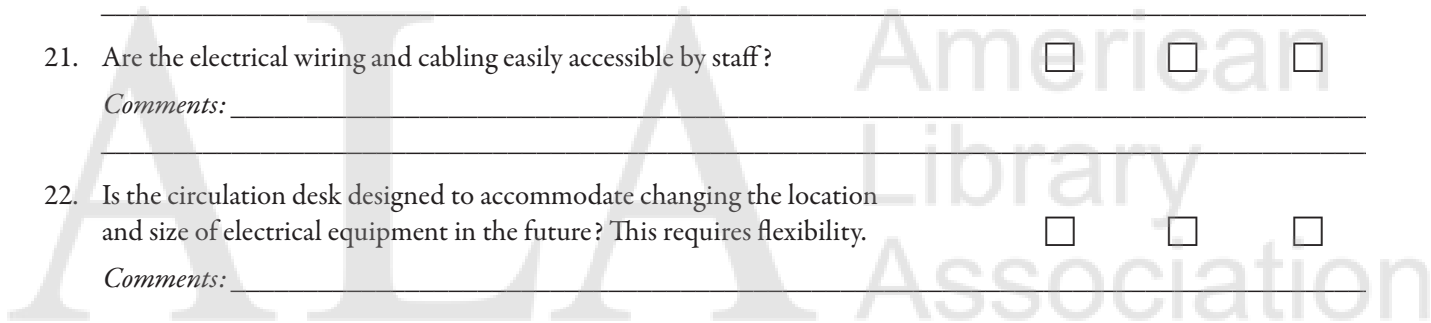 21. Are the electrical wiring and cabling easily accessible by staff? ☐ ☐ ☐
Comments:
22. Is the circulation desk designed to accommodate changing the location
and size of electrical equipment in the future? This requires flexibility. ☐ ☐ ☐
Comments:
ALA American
Library
Association